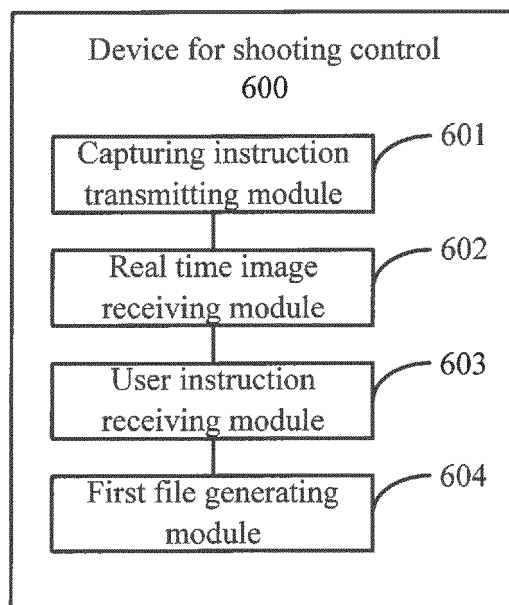 Device for shooting control
600
601
Capturing instruction
transmitting module
602
Real time image
receiving module
603
User instruction
receiving module
604
First file generating
module